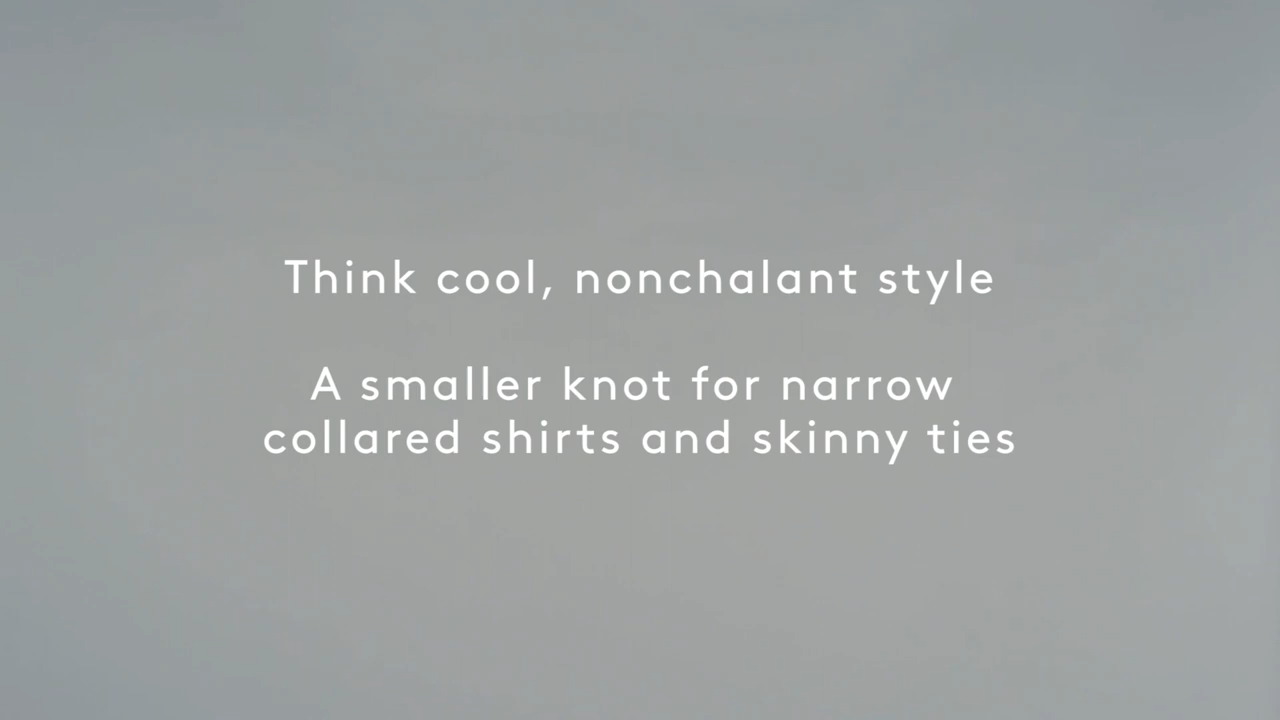 Think cool, nonchalant style
A smaller knot for narrow
collared shirts and skinny ties